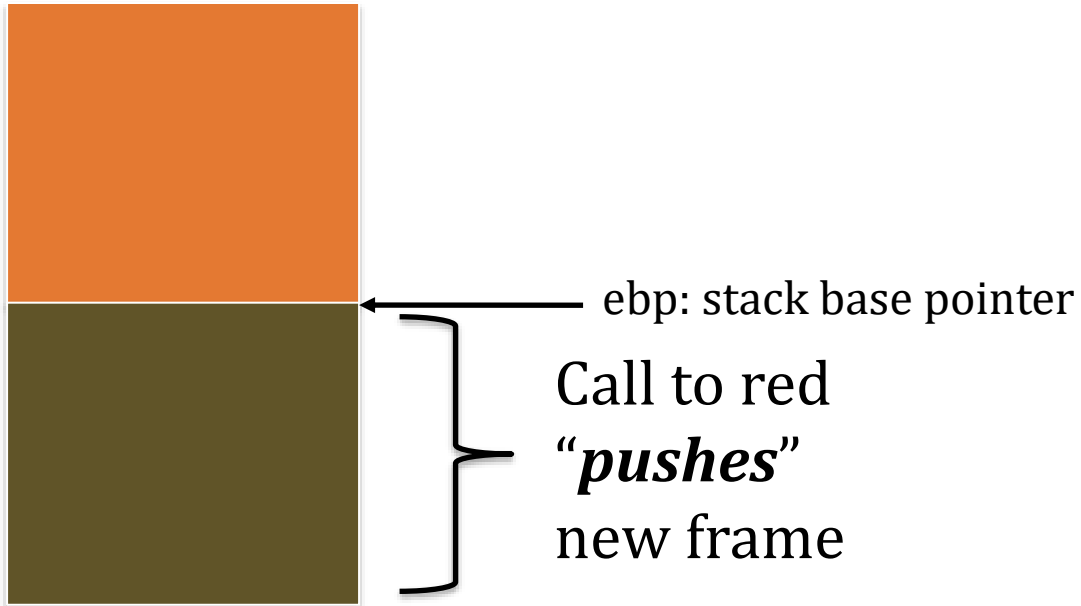 ebp: stack base pointer
Call to red
“pushes”
new frame